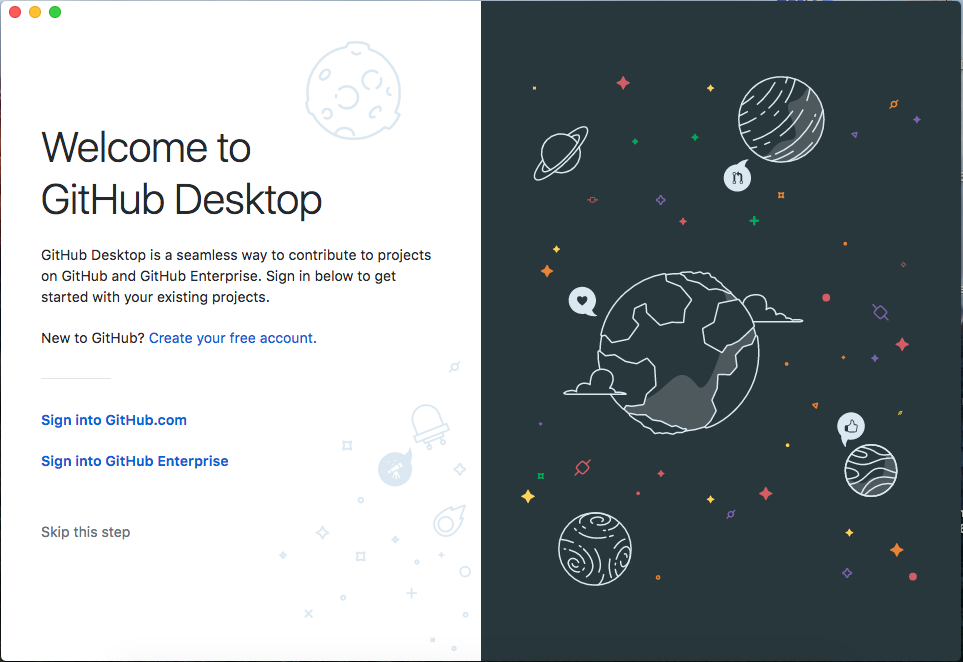 Welcome to
GitHub Desktop
GitHub Desktop is a seamless way to contribute to projects
on GitHub and GitHub Enterprise. Sign in below to get
started with your existing projects.
New to GitHub? Create your free account.
Sign into GitHub.com
Sign into GitHub Enterprise
Skip this step